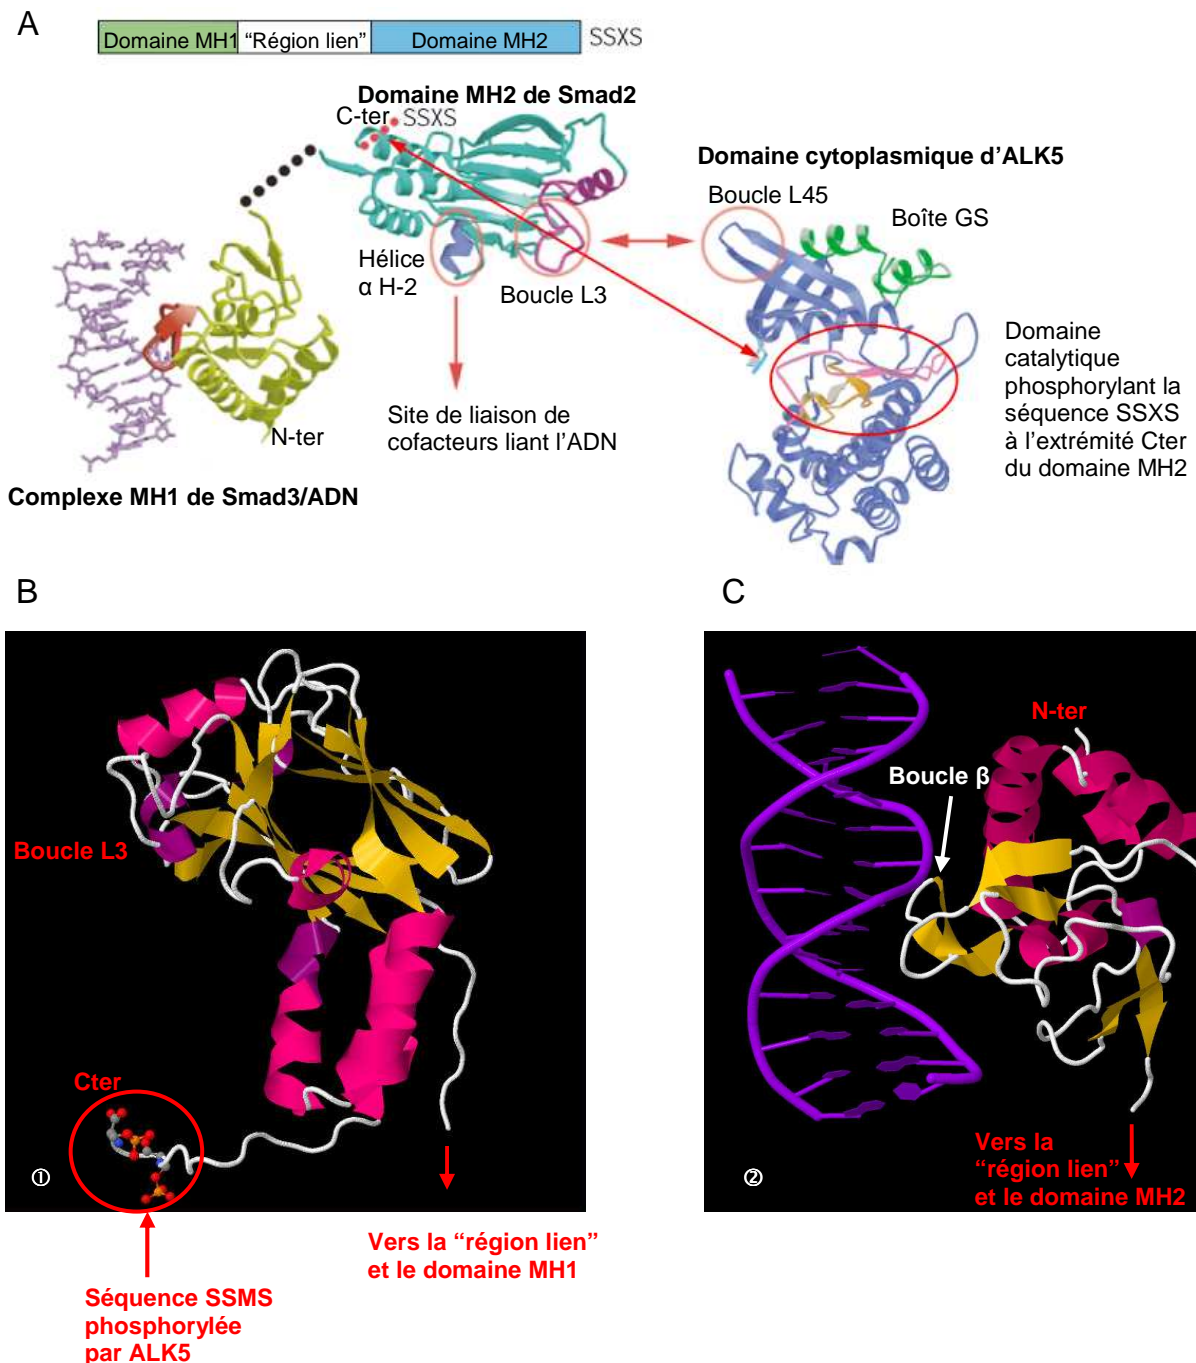 A
Domaine MH1
“Région lien”
Domaine MH2
SSXS
Domaine MH2 de Smad2
C-ter
SSXS
Domaine cytoplasmique d’ALK5
Boucle L45
Boîte GS
Hélice
α H-2
Boucle L3
Domaine
catalytique
phosphorylant la
séquence SSXS
à l’extrémité Cter
du domaine MH2
Site de liaison de
cofacteurs liant l’ADN
N-ter
Complexe MH1 de Smad3/ADN
B
Boucle L3
Cter
①
Vers la “région lien”
et le domaine MH1
Séquence SSMS
phosphorylée
par ALK5
C
N-ter
Boucle β
②
Vers la
“région lien”
et le domaine MH2